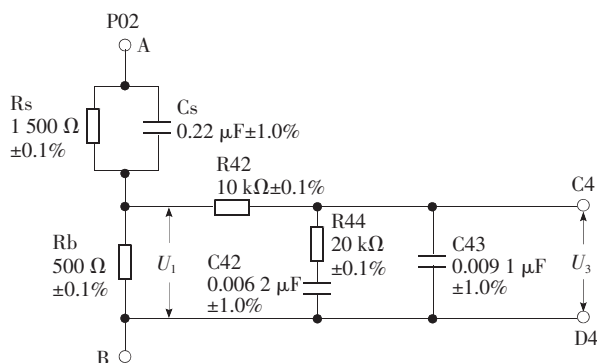 P02
A
Rs
1 500 Ω
±0.1%
Cs
0.22 μF±1.0%
R42
10 kΩ±0.1%
C4
Rb
500 Ω
±0.1%
U1
R44
20 kΩ
±0.1%
C42
0.006 2 μF
±1.0%
C43
0.009 1 μF
±1.0%
U3
D4
B